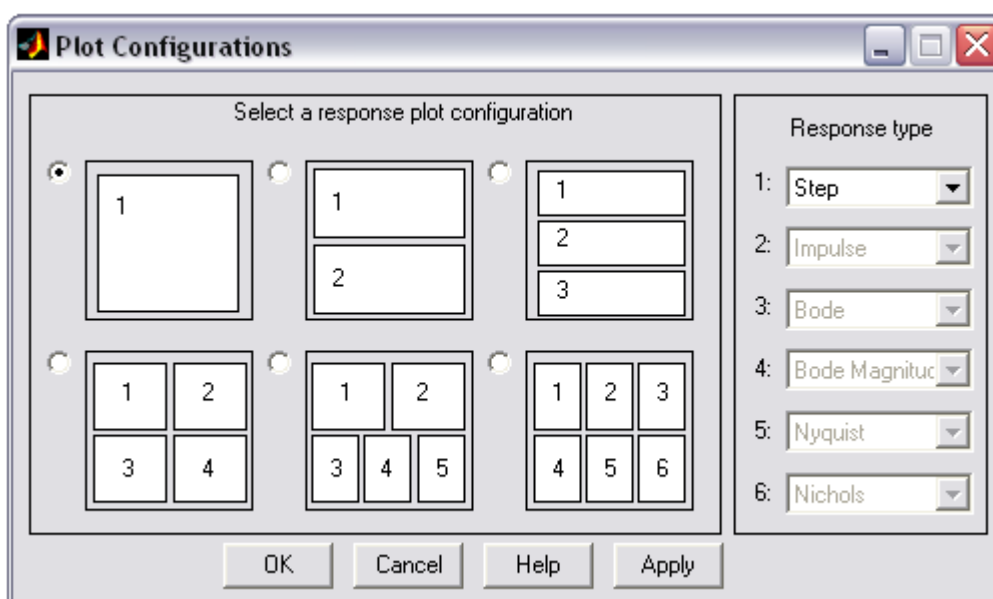 Plot Configurations
Select a response plot configuration
1
1
2
1
2
3
1 2
3 4
1 2
3 4 5
1 2 3
4 5 6
Response type
1: Step
2: Impulse
3: Bode
4: Bode Magnituc
5: Nyquist
6: Nichols
OK Cancel Help Apply